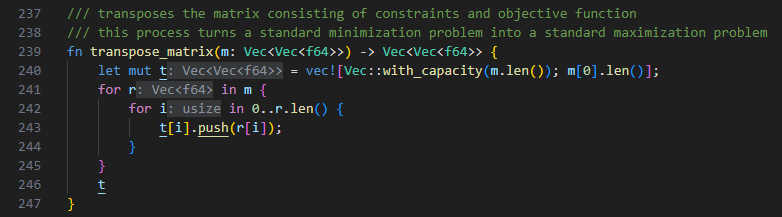 237 /// transposes the matrix consisting of constraints and objective function
238 /// this process turns a standard minimization problem into a standard maximization problem
239 fn transpose_matrix(m: Vec<Vec<f64>>) -> Vec<Vec<f64>> {
240     let mut t: Vec<Vec<f64>> = vec![Vec::with_capacity(m.len()); m[0].len()];
241     for r: Vec<f64> in m {
242         for i: usize in 0..r.len() {
243             t[i].push(r[i]);
244         }
245     }
246     t
247 }